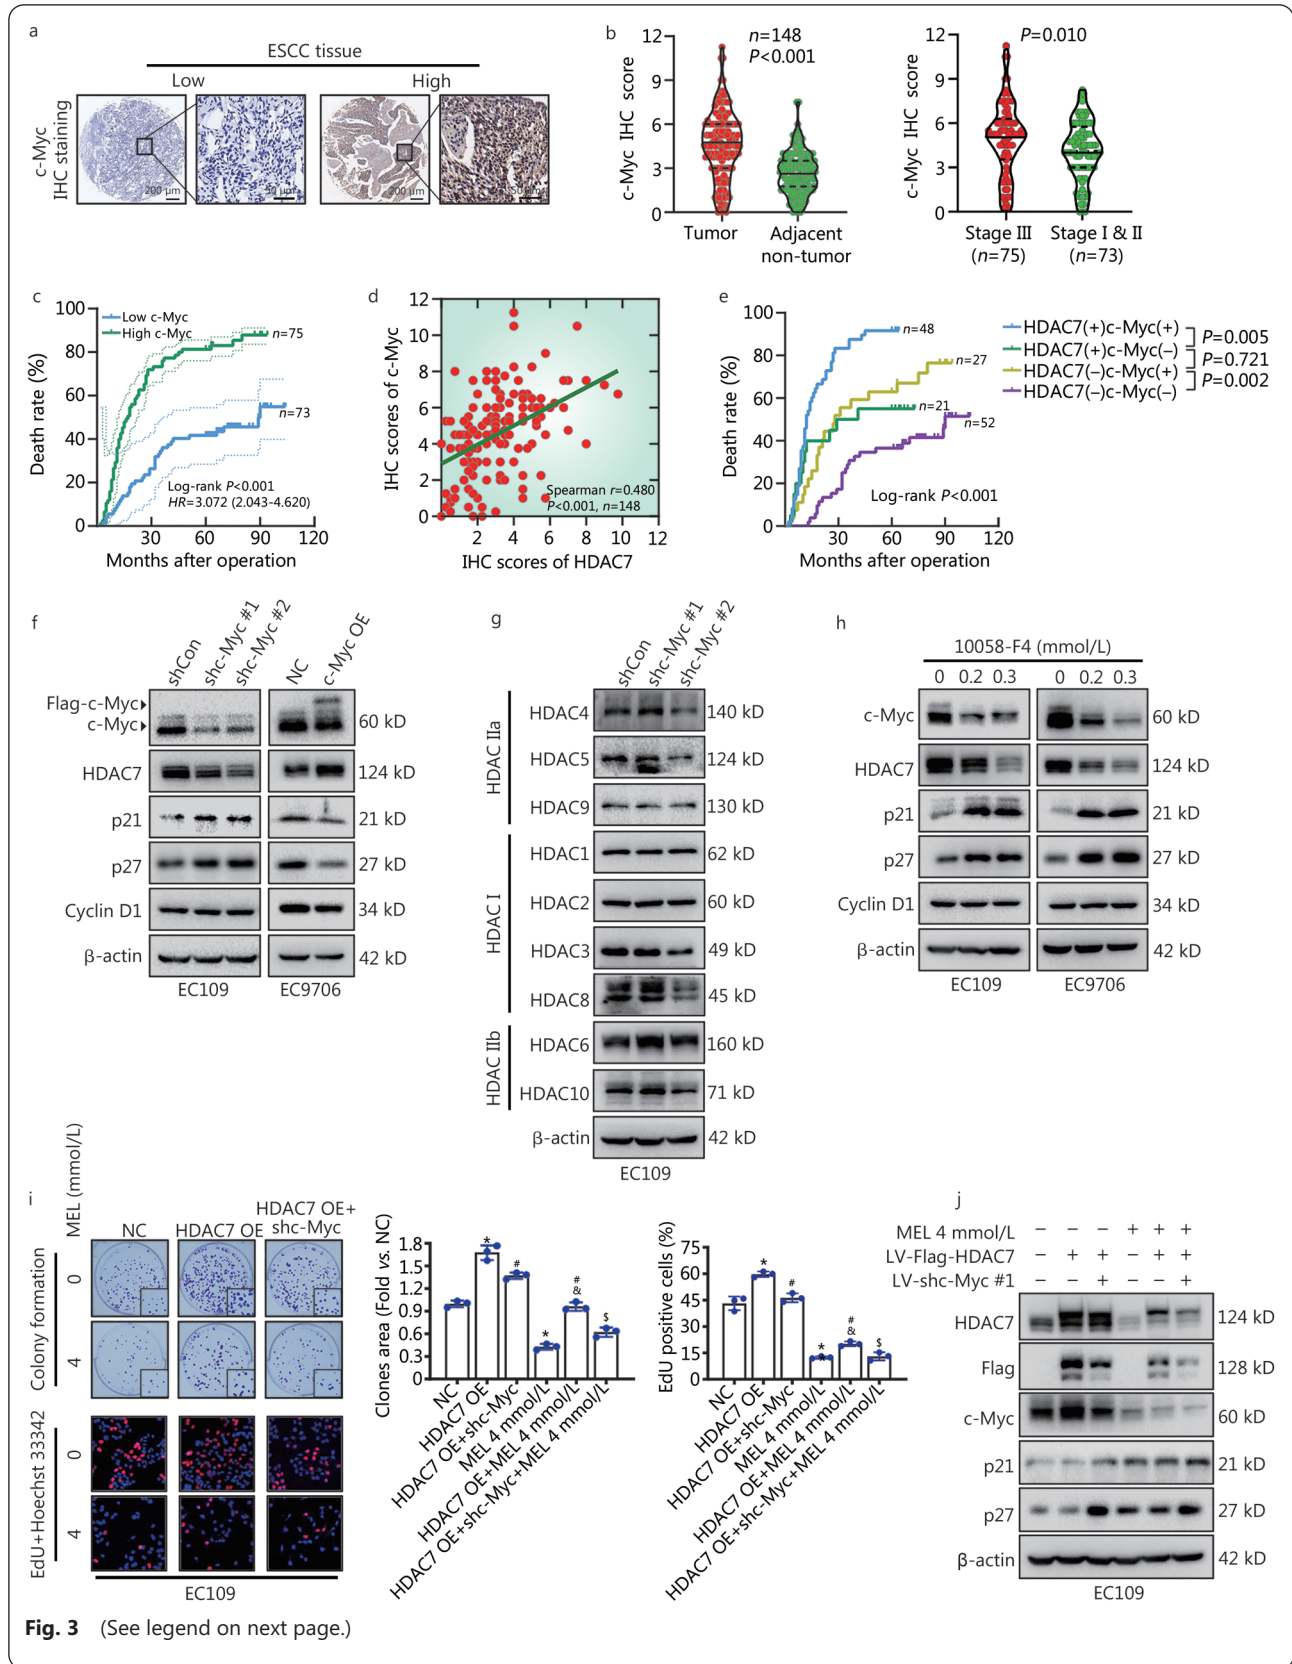 a
ESCC tissue
Low
High
c-Myc
IHC staining
200 μm
50 μm
200 μm
50 μm
b
c-Myc IHC score
12
9
6
3
0
n=148
P<0.001
Tumor
Adjacent
non-tumor
c-Myc IHC score
12
9
6
3
0
P=0.010
Stage III
(n=75)
Stage I & II
(n=73)
c
Death rate (%)
100
80
60
40
20
0
Low c-Myc
High c-Myc
n=75
n=73
Log-rank P<0.001
HR=3.072 (2.043-4.620)
30 60 90 120
Months after operation
d
IHC scores of c-Myc
12
10
8
6
4
2
0
Spearman r=0.480
P<0.001, n=148
2 4 6 8 10 12
IHC scores of HDAC7
e
Death rate (%)
100
80
60
40
20
0
n=48
n=27
n=21
n=52
Log-rank P<0.001
30 60 90 120
Months after operation
HDAC7(+)c-Myc(+)
HDAC7(+)c-Myc(–)
HDAC7(–)c-Myc(+)
HDAC7(–)c-Myc(–)
P=0.005
P=0.721
P=0.002
f
shCon
shc-Myc #1
shc-Myc #2
NC
c-Myc OE
Flag-c-Myc
c-Myc 60 kD
HDAC7 124 kD
p21 21 kD
p27 27 kD
Cyclin D1 34 kD
β-actin 42 kD
EC109 EC9706
g
shCon
shc-Myc #1
shc-Myc #2
HDAC IIa
HDAC4 140 kD
HDAC5 124 kD
HDAC9 130 kD
HDAC I
HDAC1 62 kD
HDAC2 60 kD
HDAC3 49 kD
HDAC8 45 kD
HDAC IIb
HDAC6 160 kD
HDAC10 71 kD
β-actin 42 kD
EC109
h
10058-F4 (mmol/L)
0 0.2 0.3 0 0.2 0.3
c-Myc 60 kD
HDAC7 124 kD
p21 21 kD
p27 27 kD
Cyclin D1 34 kD
β-actin 42 kD
EC109 EC9706
i
MEL (mmol/L)
NC
HDAC7 OE
HDAC7 OE+
shc-Myc
Colony formation
0
4
EdU+Hoechst 33342
0
4
EC109
Clones area (Fold vs. NC)
1.8
1.5
1.2
0.9
0.6
0.3
0
* # * # & $
NC
HDAC7 OE
HDAC7 OE+shc-Myc
MEL 4 mmol/L
HDAC7 OE+MEL 4 mmol/L
HDAC7 OE+shc-Myc+MEL 4 mmol/L
EdU positive cells (%)
75
60
45
30
15
0
* # * # & $
NC
HDAC7 OE
HDAC7 OE+shc-Myc
MEL 4 mmol/L
HDAC7 OE+MEL 4 mmol/L
HDAC7 OE+shc-Myc+MEL 4 mmol/L
j
MEL 4 mmol/L – – – + + +
LV-Flag-HDAC7 – + + – + +
LV-shc-Myc #1 – – + – – +
HDAC7 124 kD
Flag 128 kD
c-Myc 60 kD
p21 21 kD
p27 27 kD
β-actin 42 kD
EC109
Fig. 3 (See legend on next page.)